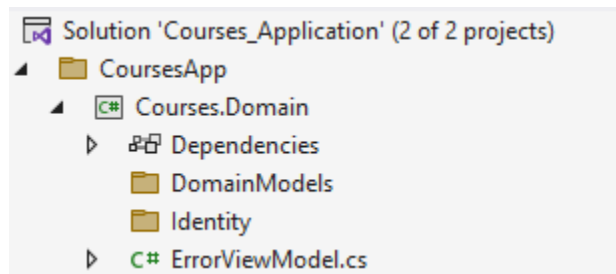 Solution 'Courses_Application' (2 of 2 projects)
CoursesApp
C# Courses.Domain
Dependencies
DomainModels
Identity
C# ErrorViewModel.cs